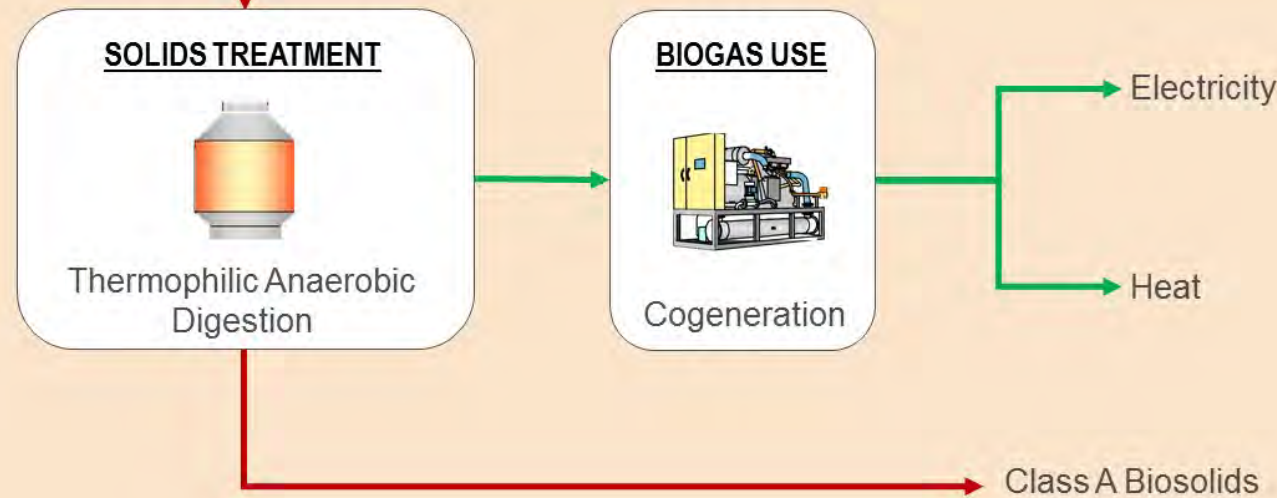 SOLIDS TREATMENT
Thermophilic Anaerobic
Digestion
BIOGAS USE
Cogeneration
Electricity
Heat
Class A Biosolids